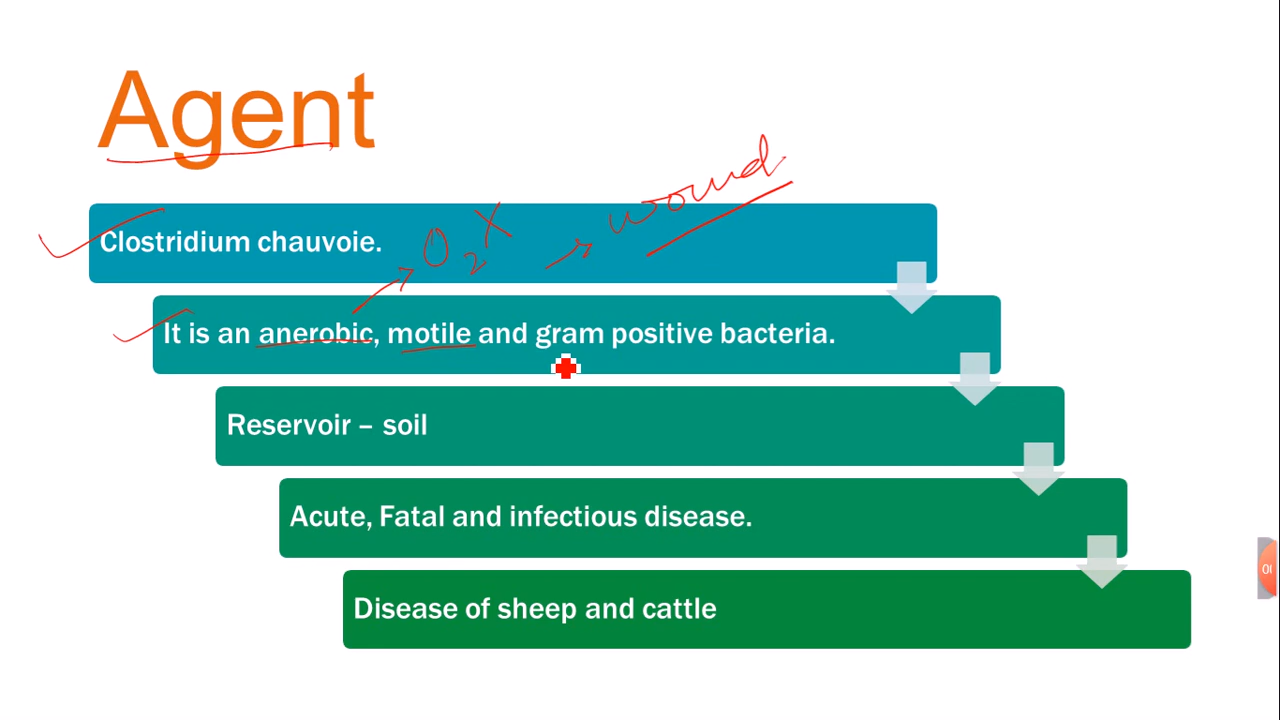 Agent
wound
O2 X
Clostridium chauvoie.
It is an anerobic, motile and gram positive bacteria.
Reservoir – soil
Acute, Fatal and infectious disease.
Disease of sheep and cattle